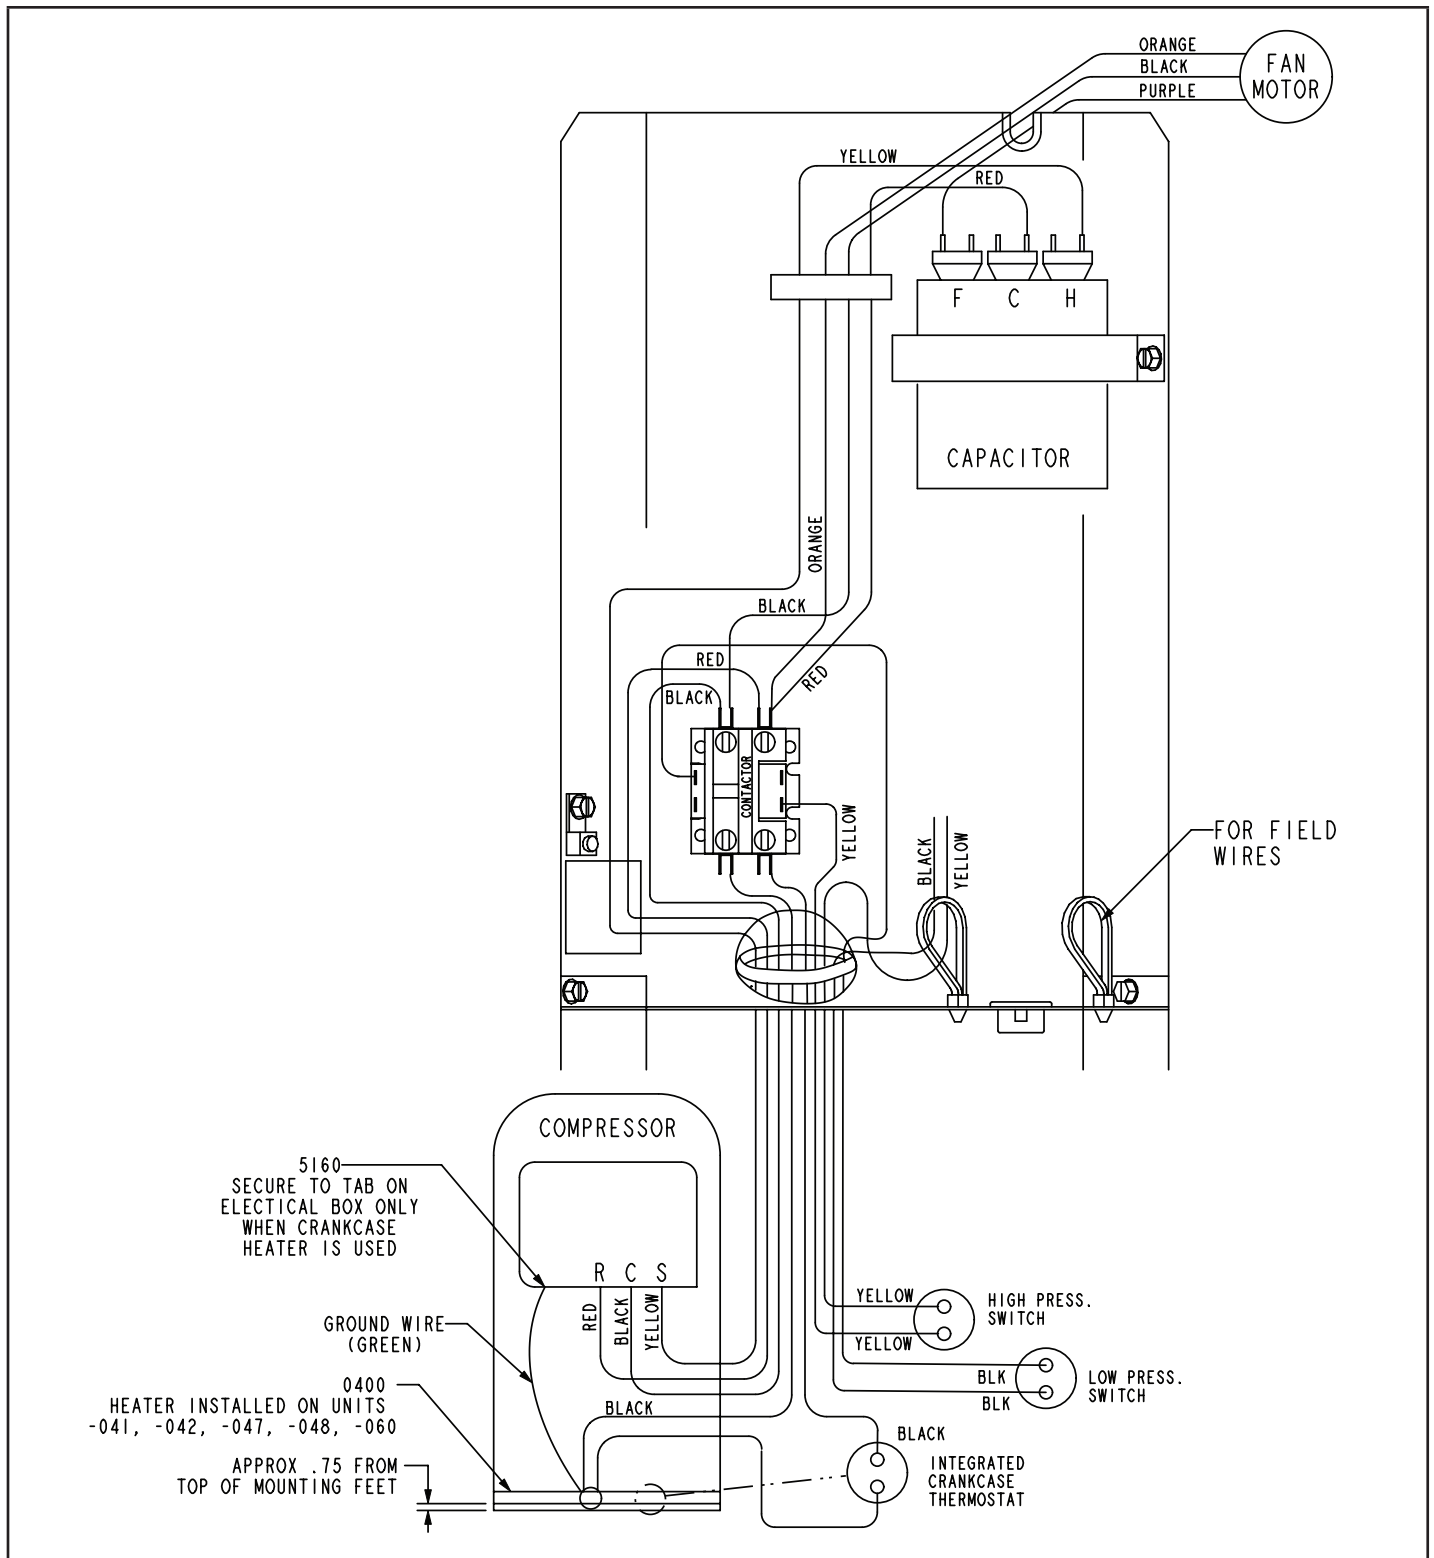 ORANGE
BLACK
PURPLE
FAN
MOTOR
YELLOW
RED
F C H
CAPACITOR
ORANGE
BLACK
RED
RED
BLACK
CONTACTOR
YELLOW
BLACK
YELLOW
FOR FIELD
WIRES
COMPRESSOR
5160
SECURE TO TAB ON
ELECTICAL BOX ONLY
WHEN CRANKCASE
HEATER IS USED
R C S
RED
BLACK
YELLOW
GROUND WIRE
(GREEN)
0400
HEATER INSTALLED ON UNITS
-041, -042, -047, -048, -060
APPROX .75 FROM
TOP OF MOUNTING FEET
YELLOW
YELLOW
HIGH PRESS.
SWITCH
BLK
BLK
LOW PRESS.
SWITCH
BLACK
BLACK
INTEGRATED
CRANKCASE
THERMOSTAT